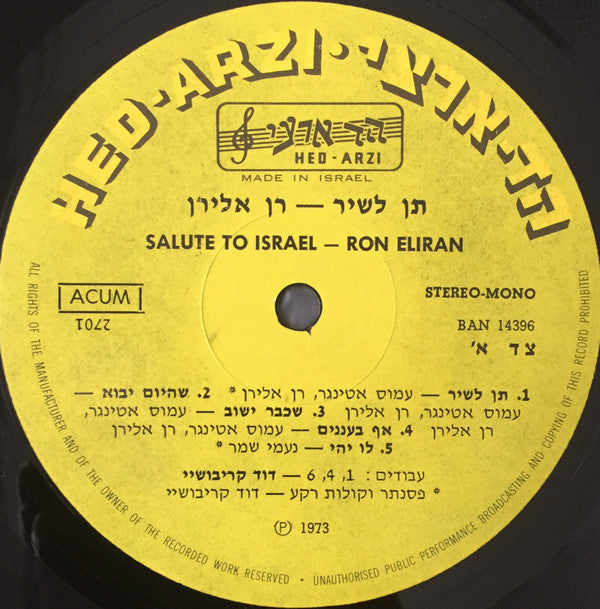 HED-ARZI · הד-ארצי
הד ארצי
HED - ARZI
MADE IN ISRAEL
תן לשיר — רן אלירן
SALUTE TO ISRAEL — RON ELIRAN
ACUM
2701
STEREO-MONO
BAN 14396
צד א'
1. תן לשיר — עמוס אטינגר, רן אלירן * 2. שהיום יבוא —
עמוס אטינגר, רן אלירן 3. שכבר ישוב — עמוס אטינגר,
רן אלירן 4. אף בעננים — עמוס אטינגר, רן אלירן
5. לו יהי — נעמי שמר *
עבודים: 1, 4, 6 — דוד קריבושיי
* פסנתר וקולות רקע — דוד קריבושיי
Ⓟ 1973
ALL RIGHTS OF THE MANUFACTURER AND OF THE OWNER OF THE RECORDED WORK RESERVED • UNAUTHORISED PUBLIC PERFORMANCE BROADCASTING AND COPYING OF THIS RECORD PROHIBITED